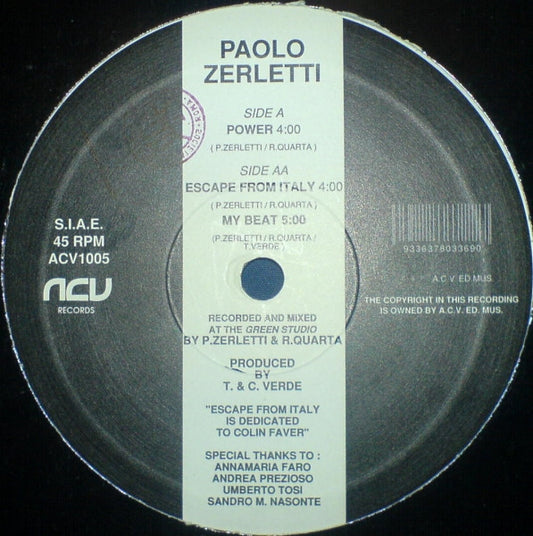 PAOLO
ZERLETTI
SIDE A
POWER 4:00
( P.ZERLETTI / R.QUARTA )
SIDE AA
ESCAPE FROM ITALY 4:00
( P.ZERLETTI / R.QUARTA )
MY BEAT 5:00
( P.ZERLETTI / R.QUARTA /
T.VERDE )
S.I.A.E.
45 RPM
ACV1005
ACV
RECORDS
9336378033690
A.C.V. ED.MUS.
THE COPYRIGHT IN THIS RECORDING
IS OWNED BY A.C.V. ED. MUS.
RECORDED AND MIXED
AT THE GREEN STUDIO
BY P.ZERLETTI & R.QUARTA
PRODUCED
BY
T. & C. VERDE
"ESCAPE FROM ITALY
IS DEDICATED
TO COLIN FAVER"
SPECIAL THANKS TO :
ANNAMARIA FARO
ANDREA PREZIOSO
UMBERTO TOSI
SANDRO M. NASONTE